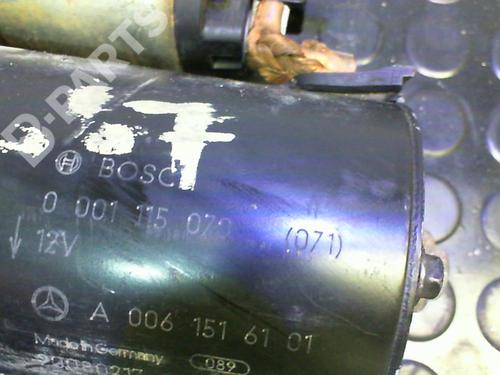 B-PARTS
BOSCH
0 001 115 070 (071)
12V
A 006 151 61 01
Made in Germany
089